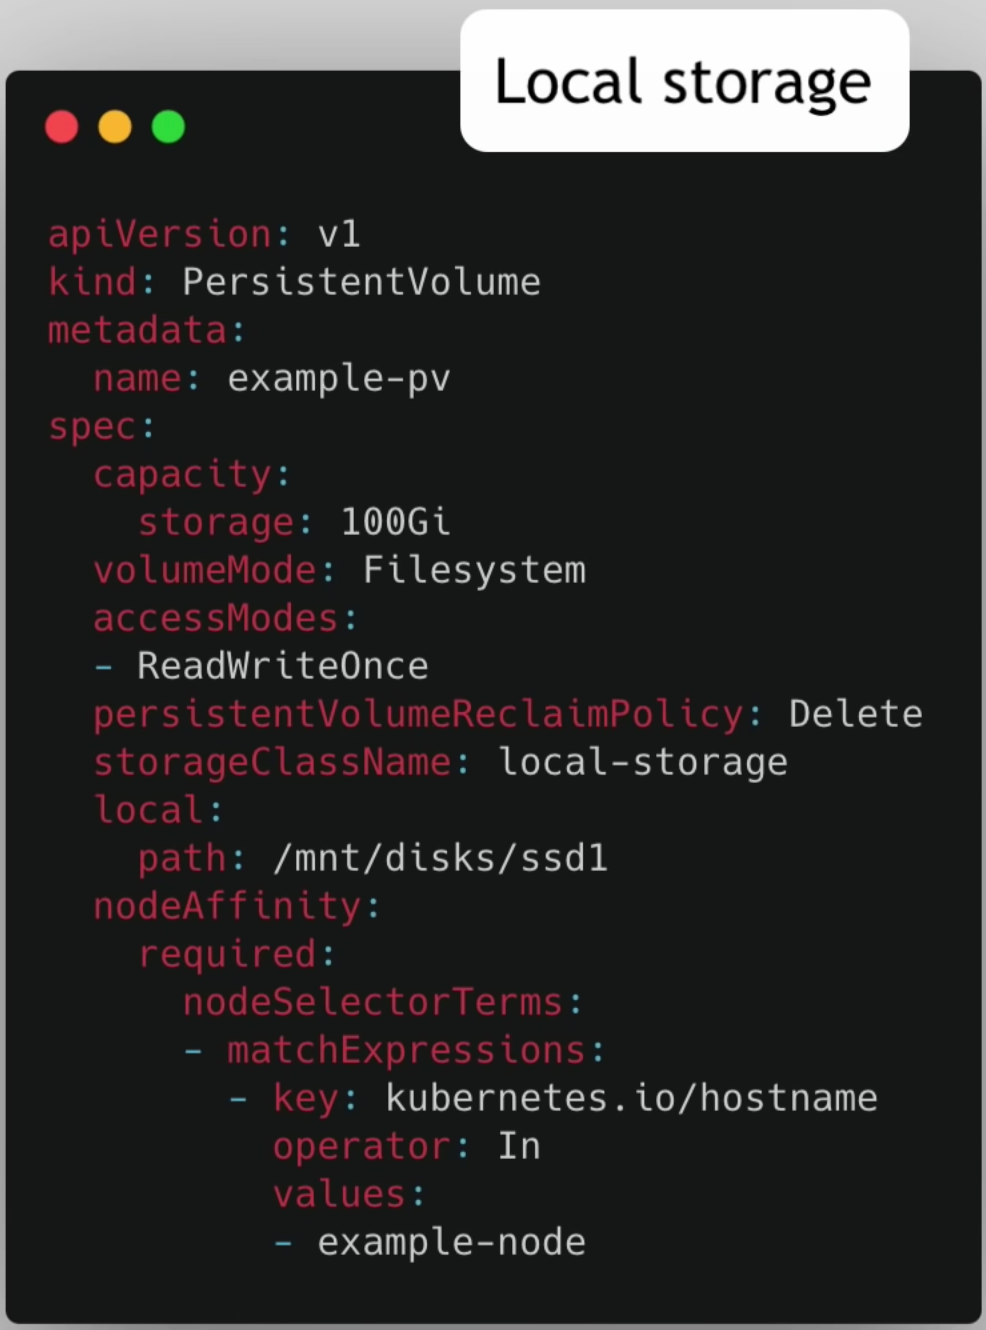 Local storage
apiVersion: v1
kind: PersistentVolume
metadata:
  name: example-pv
spec:
  capacity:
    storage: 100Gi
  volumeMode: Filesystem
  accessModes:
  - ReadWriteOnce
  persistentVolumeReclaimPolicy: Delete
  storageClassName: local-storage
  local:
    path: /mnt/disks/ssd1
  nodeAffinity:
    required:
      nodeSelectorTerms:
      - matchExpressions:
        - key: kubernetes.io/hostname
          operator: In
          values:
          - example-node